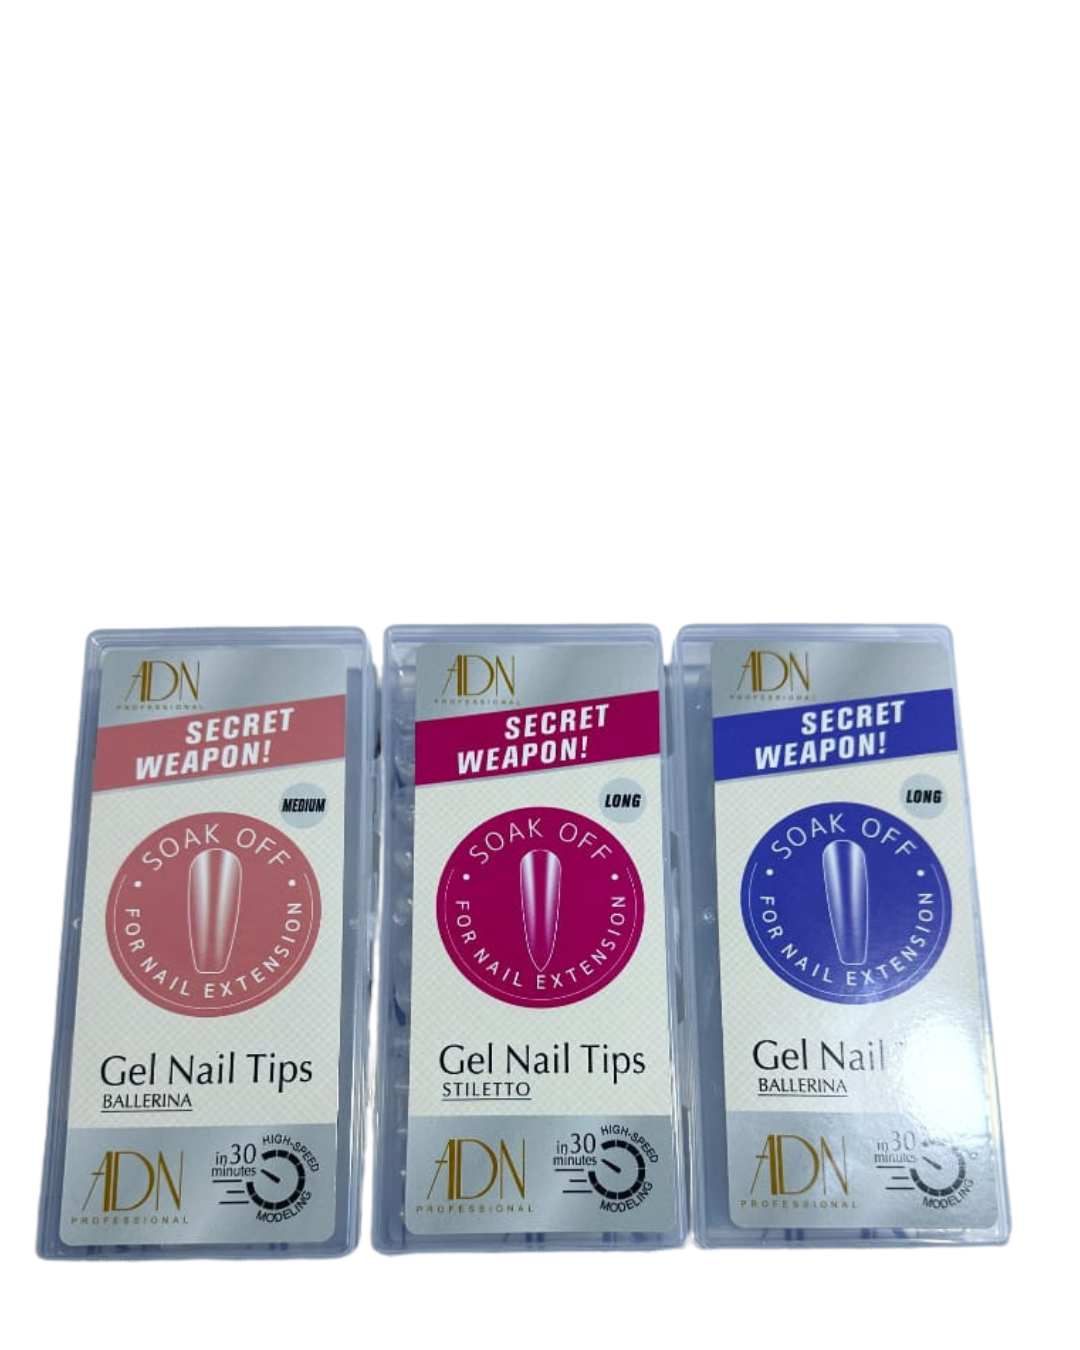 ADN
PROFESSIONAL
SECRET
WEAPON!
MEDIUM
SOAK OFF
FOR NAIL EXTENSION
Gel Nail Tips
BALLERINA
ADN
PROFESSIONAL
in 30
minutes
HIGH-SPEED
MODELING
ADN
PROFESSIONAL
SECRET
WEAPON!
LONG
SOAK OFF
FOR NAIL EXTENSION
Gel Nail Tips
STILETTO
ADN
PROFESSIONAL
in 30
minutes
HIGH-SPEED
MODELING
ADN
PROFESSIONAL
SECRET
WEAPON!
LONG
SOAK OFF
FOR NAIL EXTENSION
Gel Nail
BALLERINA
ADN
PROFESSIONAL
in 30
minutes
MODELING